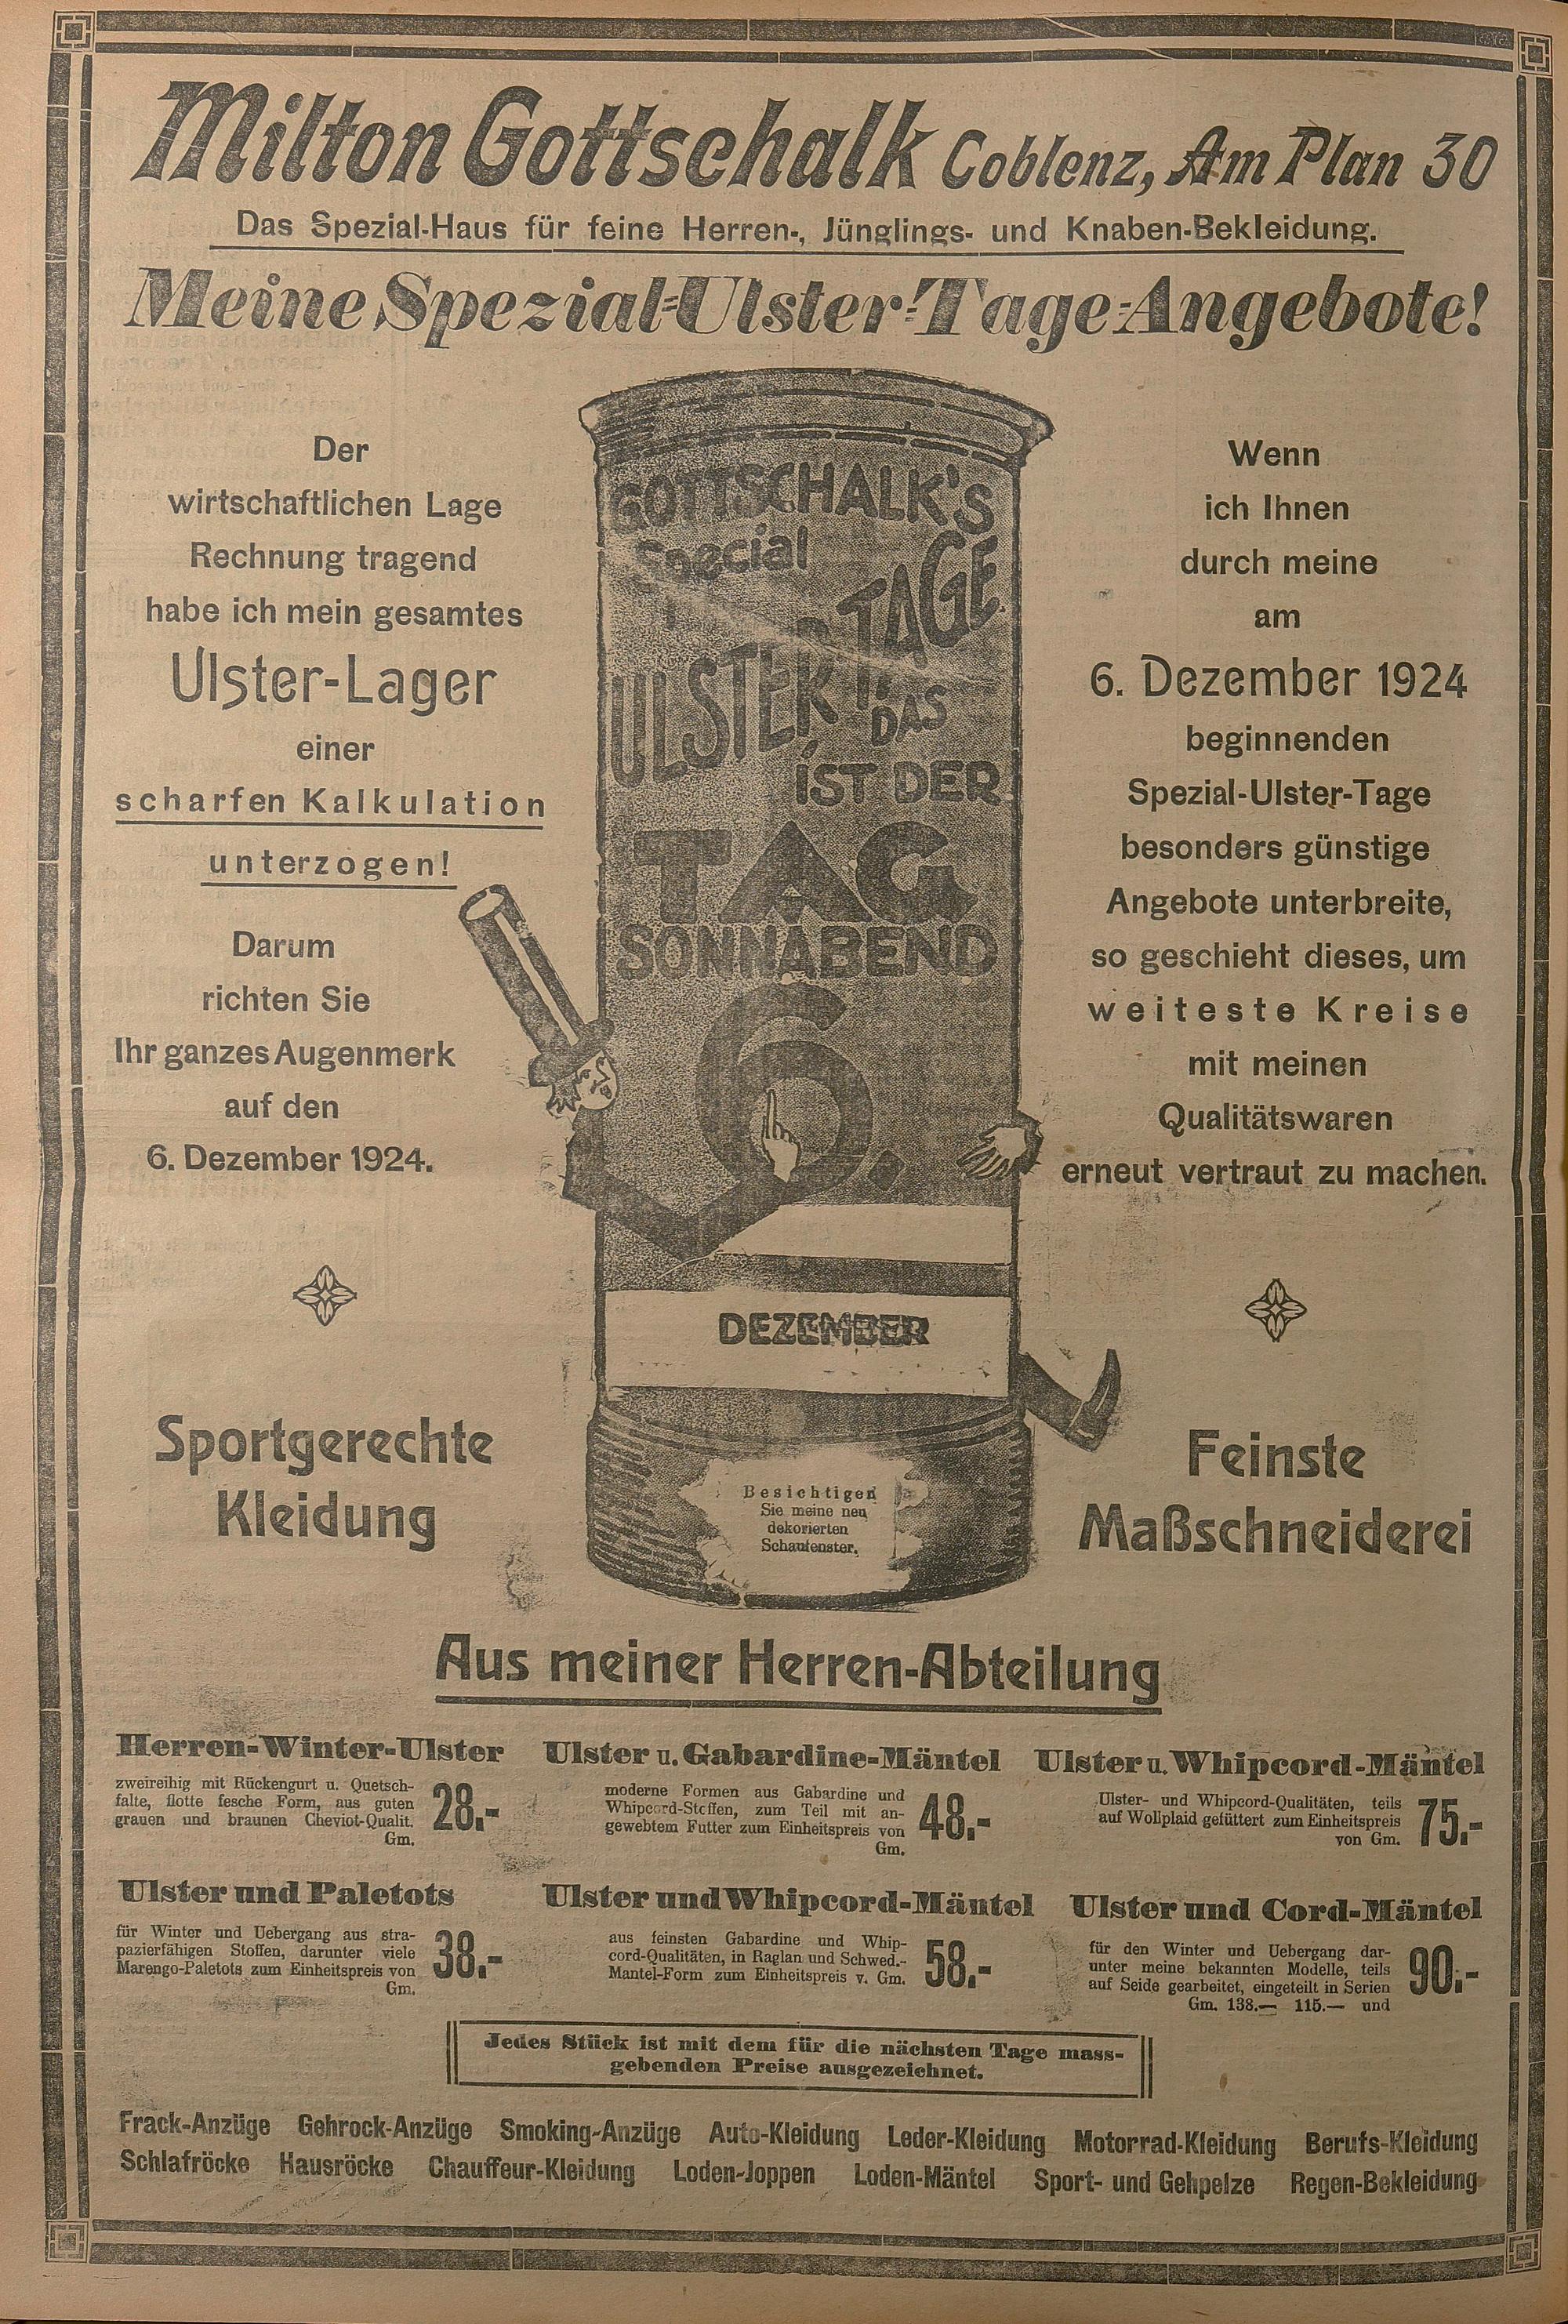 Milton Gottschalk Coblenz, Am Plan 30
Das Spezial-Haus für feine Herren-, Jünglings- und Knaben-Bekleidung.
Meine Spezial-Ulster-Tage-Angebote!
Der
wirtschaftlichen Lage
Rechnung tragend
habe ich mein gesamtes
Ulster-Lager
einer
scharfen Kalkulation
unterzogen!
Darum
richten Sie
Ihr ganzes Augenmerk
auf den
6. Dezember 1924.
GOTTSCHALK'S
Special
ULSTER TAGE
DAS
IST DER
TAG
SONNABEND
6.
DEZEMBER
Besichtigen
Sie meine neu
dekorierten
Schaufenster.
Wenn
ich Ihnen
durch meine
am
6. Dezember 1924
beginnenden
Spezial-Ulster-Tage
besonders günstige
Angebote unterbreite,
so geschieht dieses, um
weiteste Kreise
mit meinen
Qualitätswaren
erneut vertraut zu machen.
Sportgerechte
Kleidung
Feinste
Maßschneiderei
Aus meiner Herren-Abteilung
Herren-Winter-Ulster
zweireihig mit Rückengurt u. Quetsch-
falte, flotte fesche Form, aus guten
grauen und braunen Cheviot-Qualit.
Gm. 28.-
Ulster u. Gabardine-Mäntel
moderne Formen aus Gabardine und
Whipcord-Stoffen, zum Teil mit an-
gewebtem Futter zum Einheitspreis von
Gm. 48.-
Ulster u. Whipcord-Mäntel
Ulster- und Whipcord-Qualitäten, teils
auf Wollplaid gefüttert zum Einheitspreis
von Gm. 75.-
Ulster und Paletots
für Winter und Uebergang aus stra-
pazierfähigen Stoffen, darunter viele
Marengo-Paletots zum Einheitspreis von
Gm. 38.-
Ulster und Whipcord-Mäntel
aus feinsten Gabardine und Whip-
cord-Qualitäten, in Raglan und Schwed.-
Mantel-Form zum Einheitspreis v. Gm. 58.-
Ulster und Cord-Mäntel
für den Winter und Uebergang dar-
unter meine bekannten Modelle, teils
auf Seide gearbeitet, eingeteilt in Serien
Gm. 138.— 115.— und 90.-
Jedes Stück ist mit dem für die nächsten Tage mass-
gebenden Preise ausgezeichnet.
Frack-Anzüge Gehrock-Anzüge Smoking-Anzüge Auto-Kleidung Leder-Kleidung Motorrad-Kleidung Berufs-Kleidung
Schlafröcke Hausröcke Chauffeur-Kleidung Loden-Joppen Loden-Mäntel Sport- und Gehpelze Regen-Bekleidung